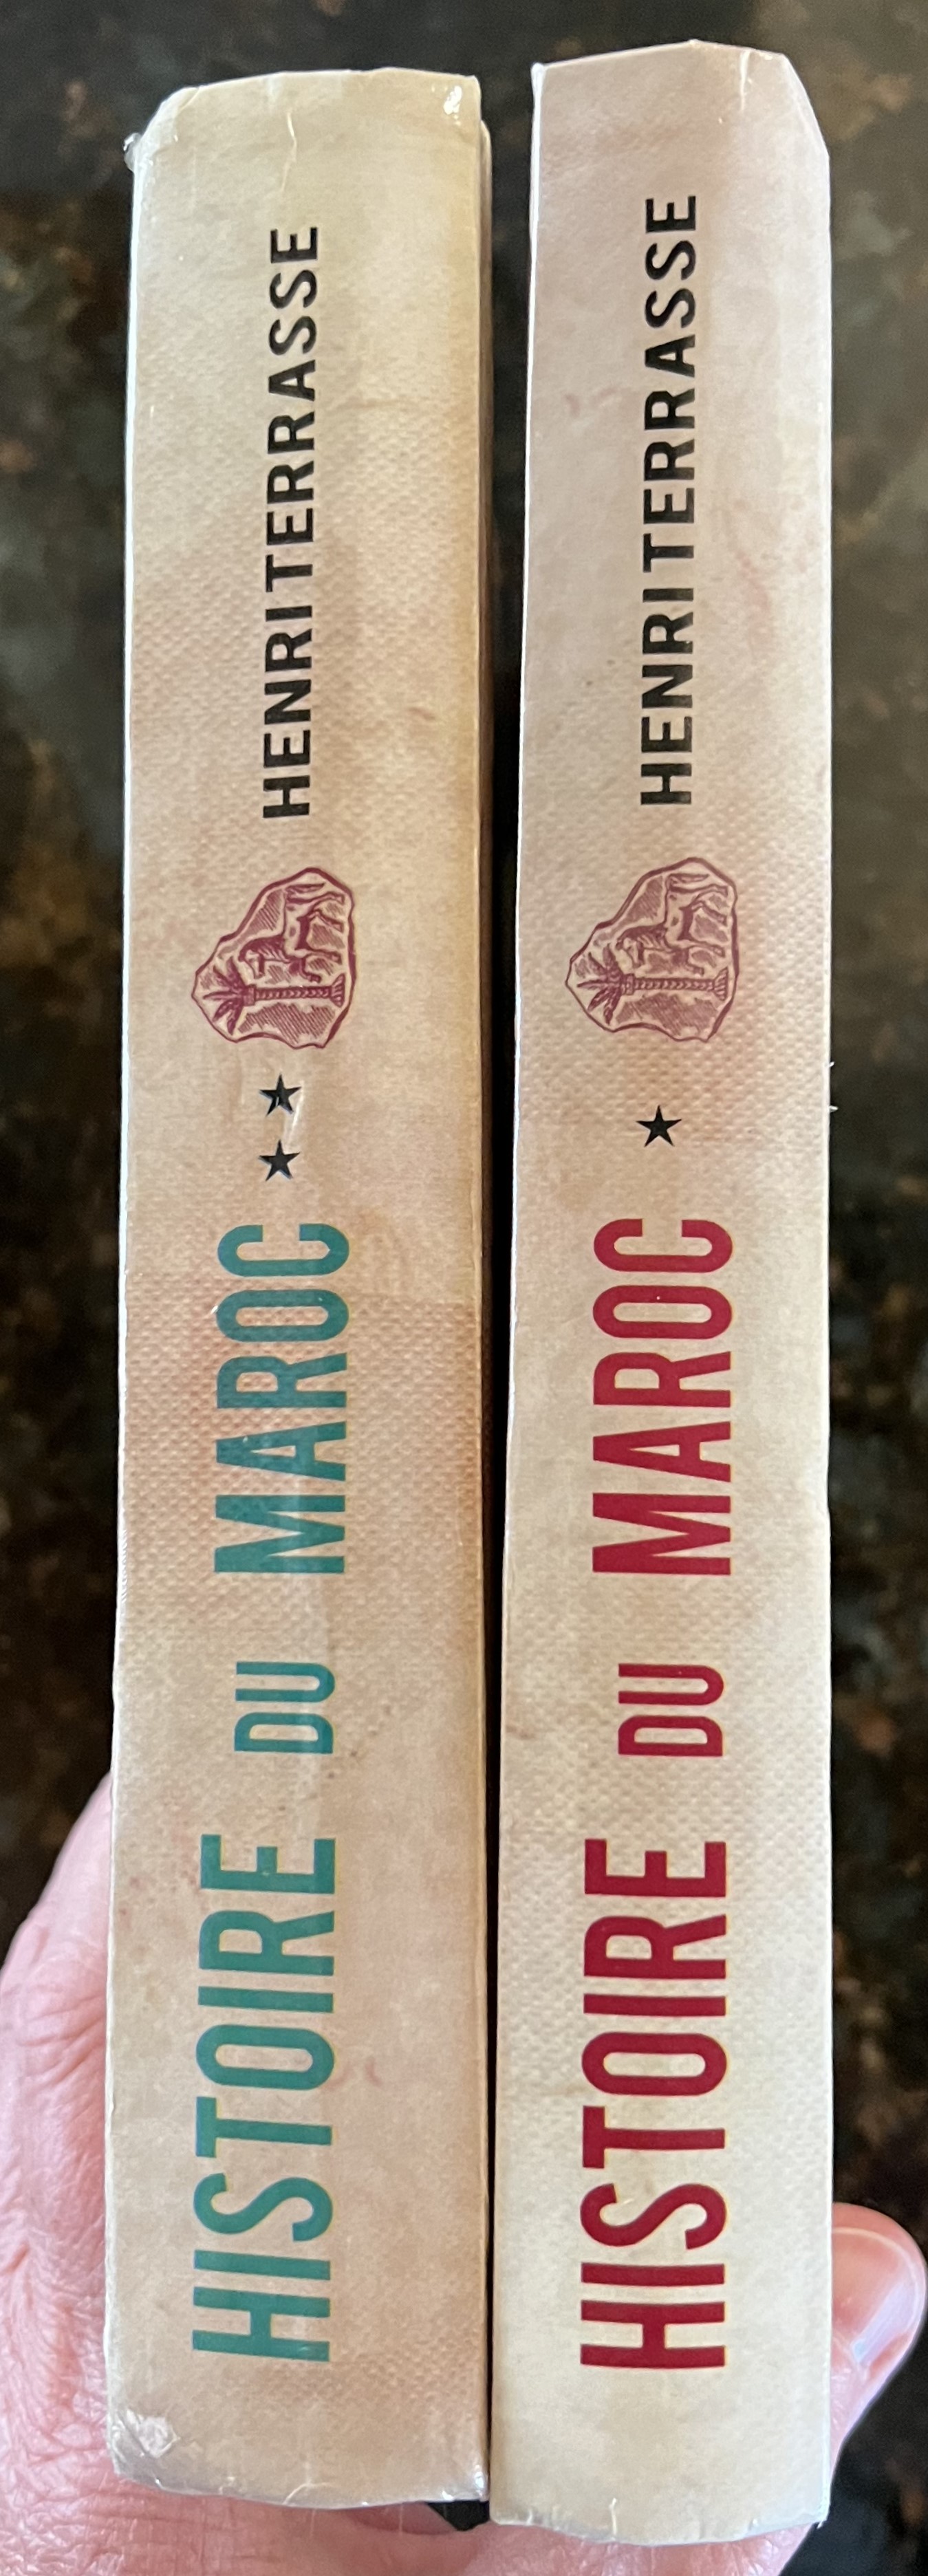 HISTOIRE DU MAROC ★★ HENRI TERRASSE
HISTOIRE DU MAROC ★ HENRI TERRASSE